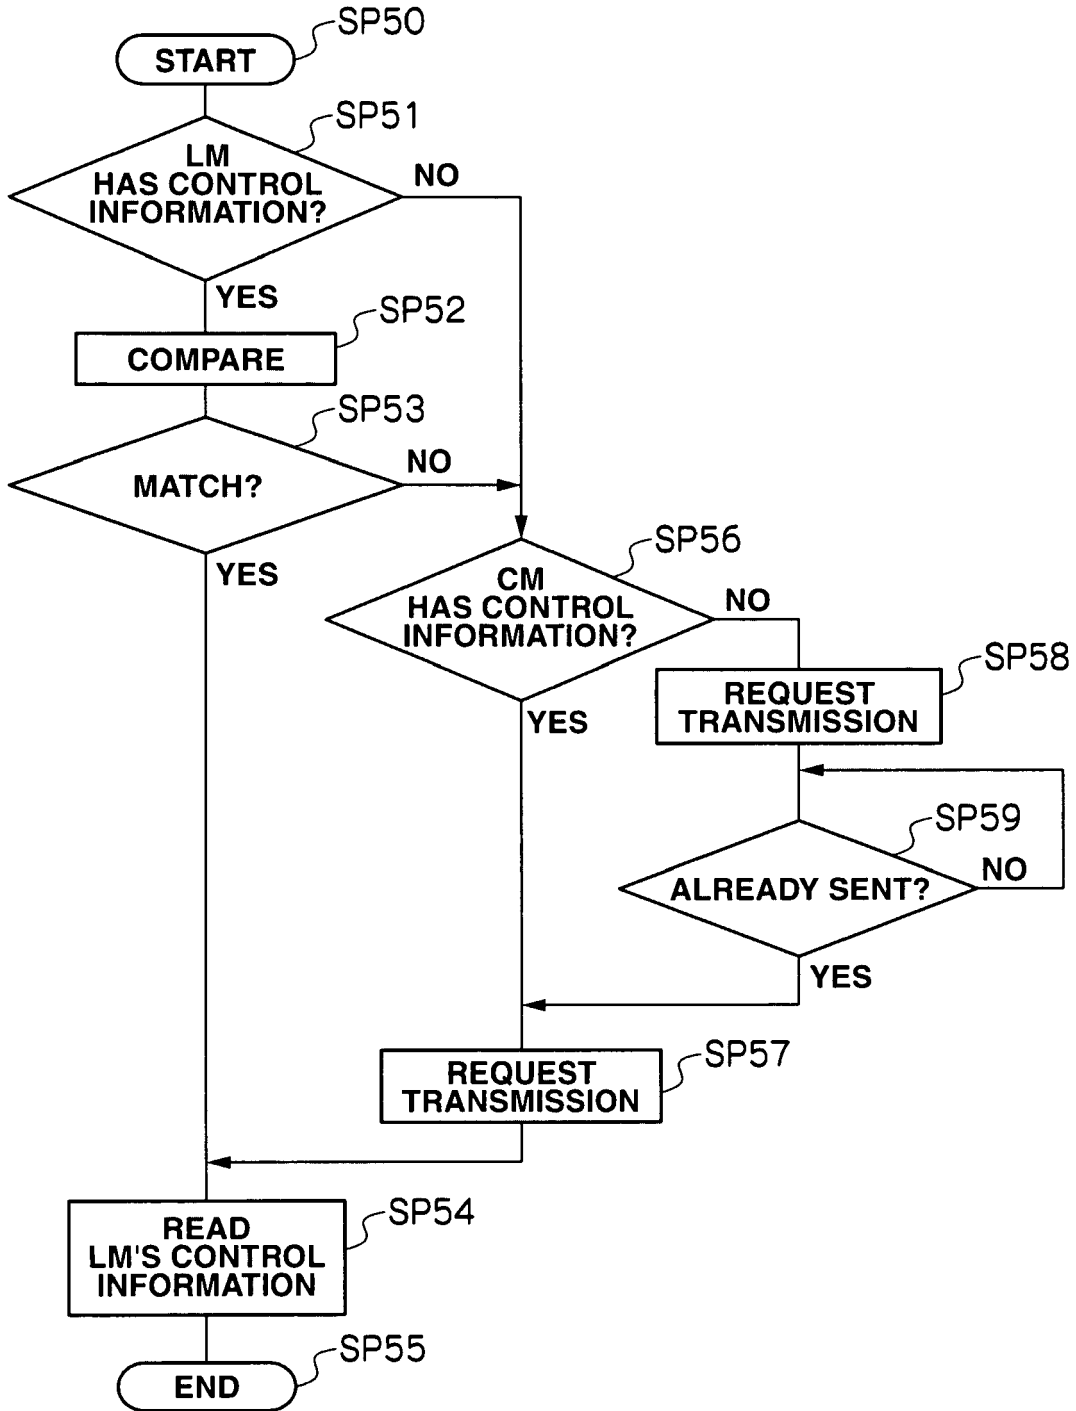 SP50
START
SP51
LM
HAS CONTROL
INFORMATION?
NO
YES
SP52
COMPARE
SP53
MATCH?
NO
YES
SP56
CM
HAS CONTROL
INFORMATION?
NO
YES
SP58
REQUEST
TRANSMISSION
SP59
ALREADY SENT?
NO
YES
SP57
REQUEST
TRANSMISSION
SP54
READ
LM'S CONTROL
INFORMATION
SP55
END